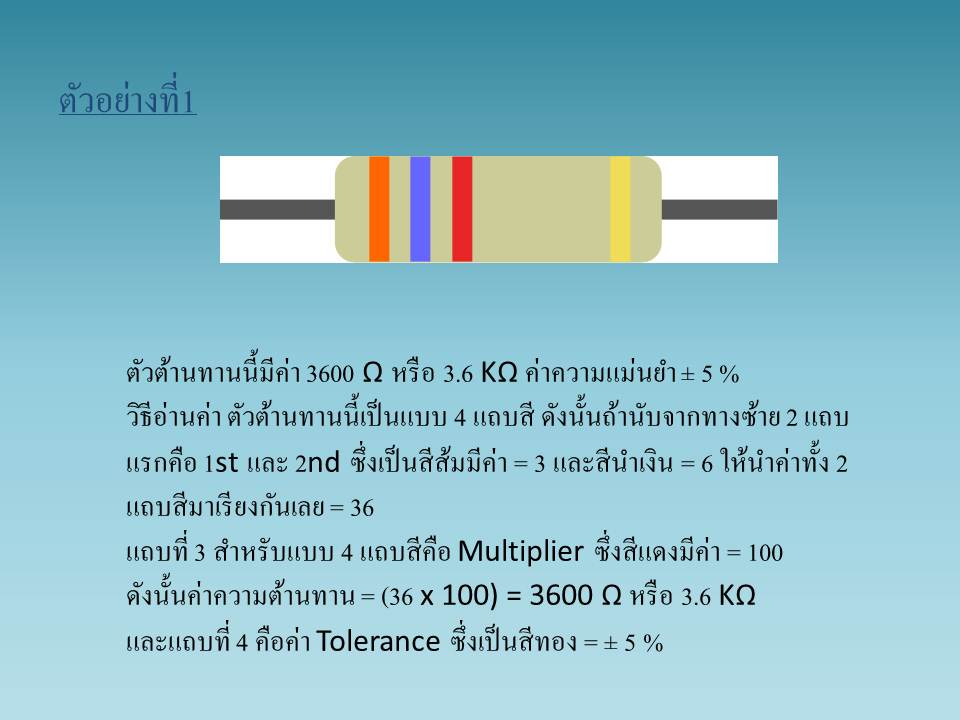 ตัวอย่างที่1
ตัวต้านทานนี้มีค่า 3600 Ω หรือ 3.6 KΩ ค่าความแม่นยำ ± 5 %
วิธีอ่านค่า ตัวต้านทานนี้เป็นแบบ 4 แถบสี ดังนั้นถ้านับจากทางซ้าย 2 แถบ
แรกคือ 1st และ 2nd ซึ่งเป็นสีส้มมีค่า = 3 และสีนำเงิน = 6 ให้นำค่าทั้ง 2
แถบสีมาเรียงกันเลย = 36
แถบที่ 3 สำหรับแบบ 4 แถบสีคือ Multiplier ซึ่งสีแดงมีค่า = 100
ดังนั้นค่าความต้านทาน = (36 x 100) = 3600 Ω หรือ 3.6 KΩ
และแถบที่ 4 คือค่า Tolerance ซึ่งเป็นสีทอง = ± 5 %